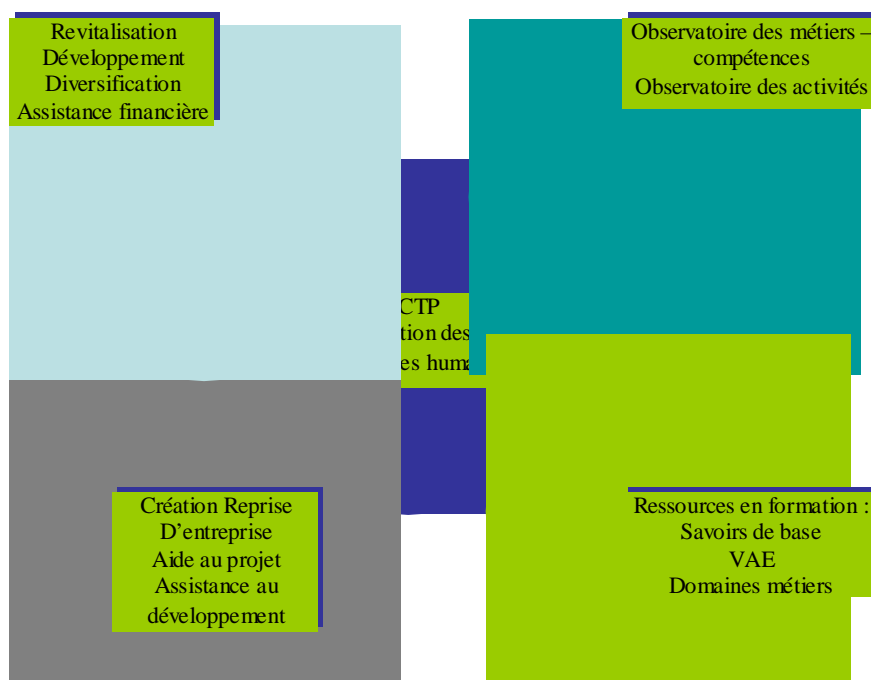 Revitalisation
Développement
Diversification
Assistance financière
Observatoire des métiers –
compétences
Observatoire des activités
CTP
tion des
es huma
Création Reprise
D’entreprise
Aide au projet
Assistance au
développement
Ressources en formation :
Savoirs de base
VAE
Domaines métiers